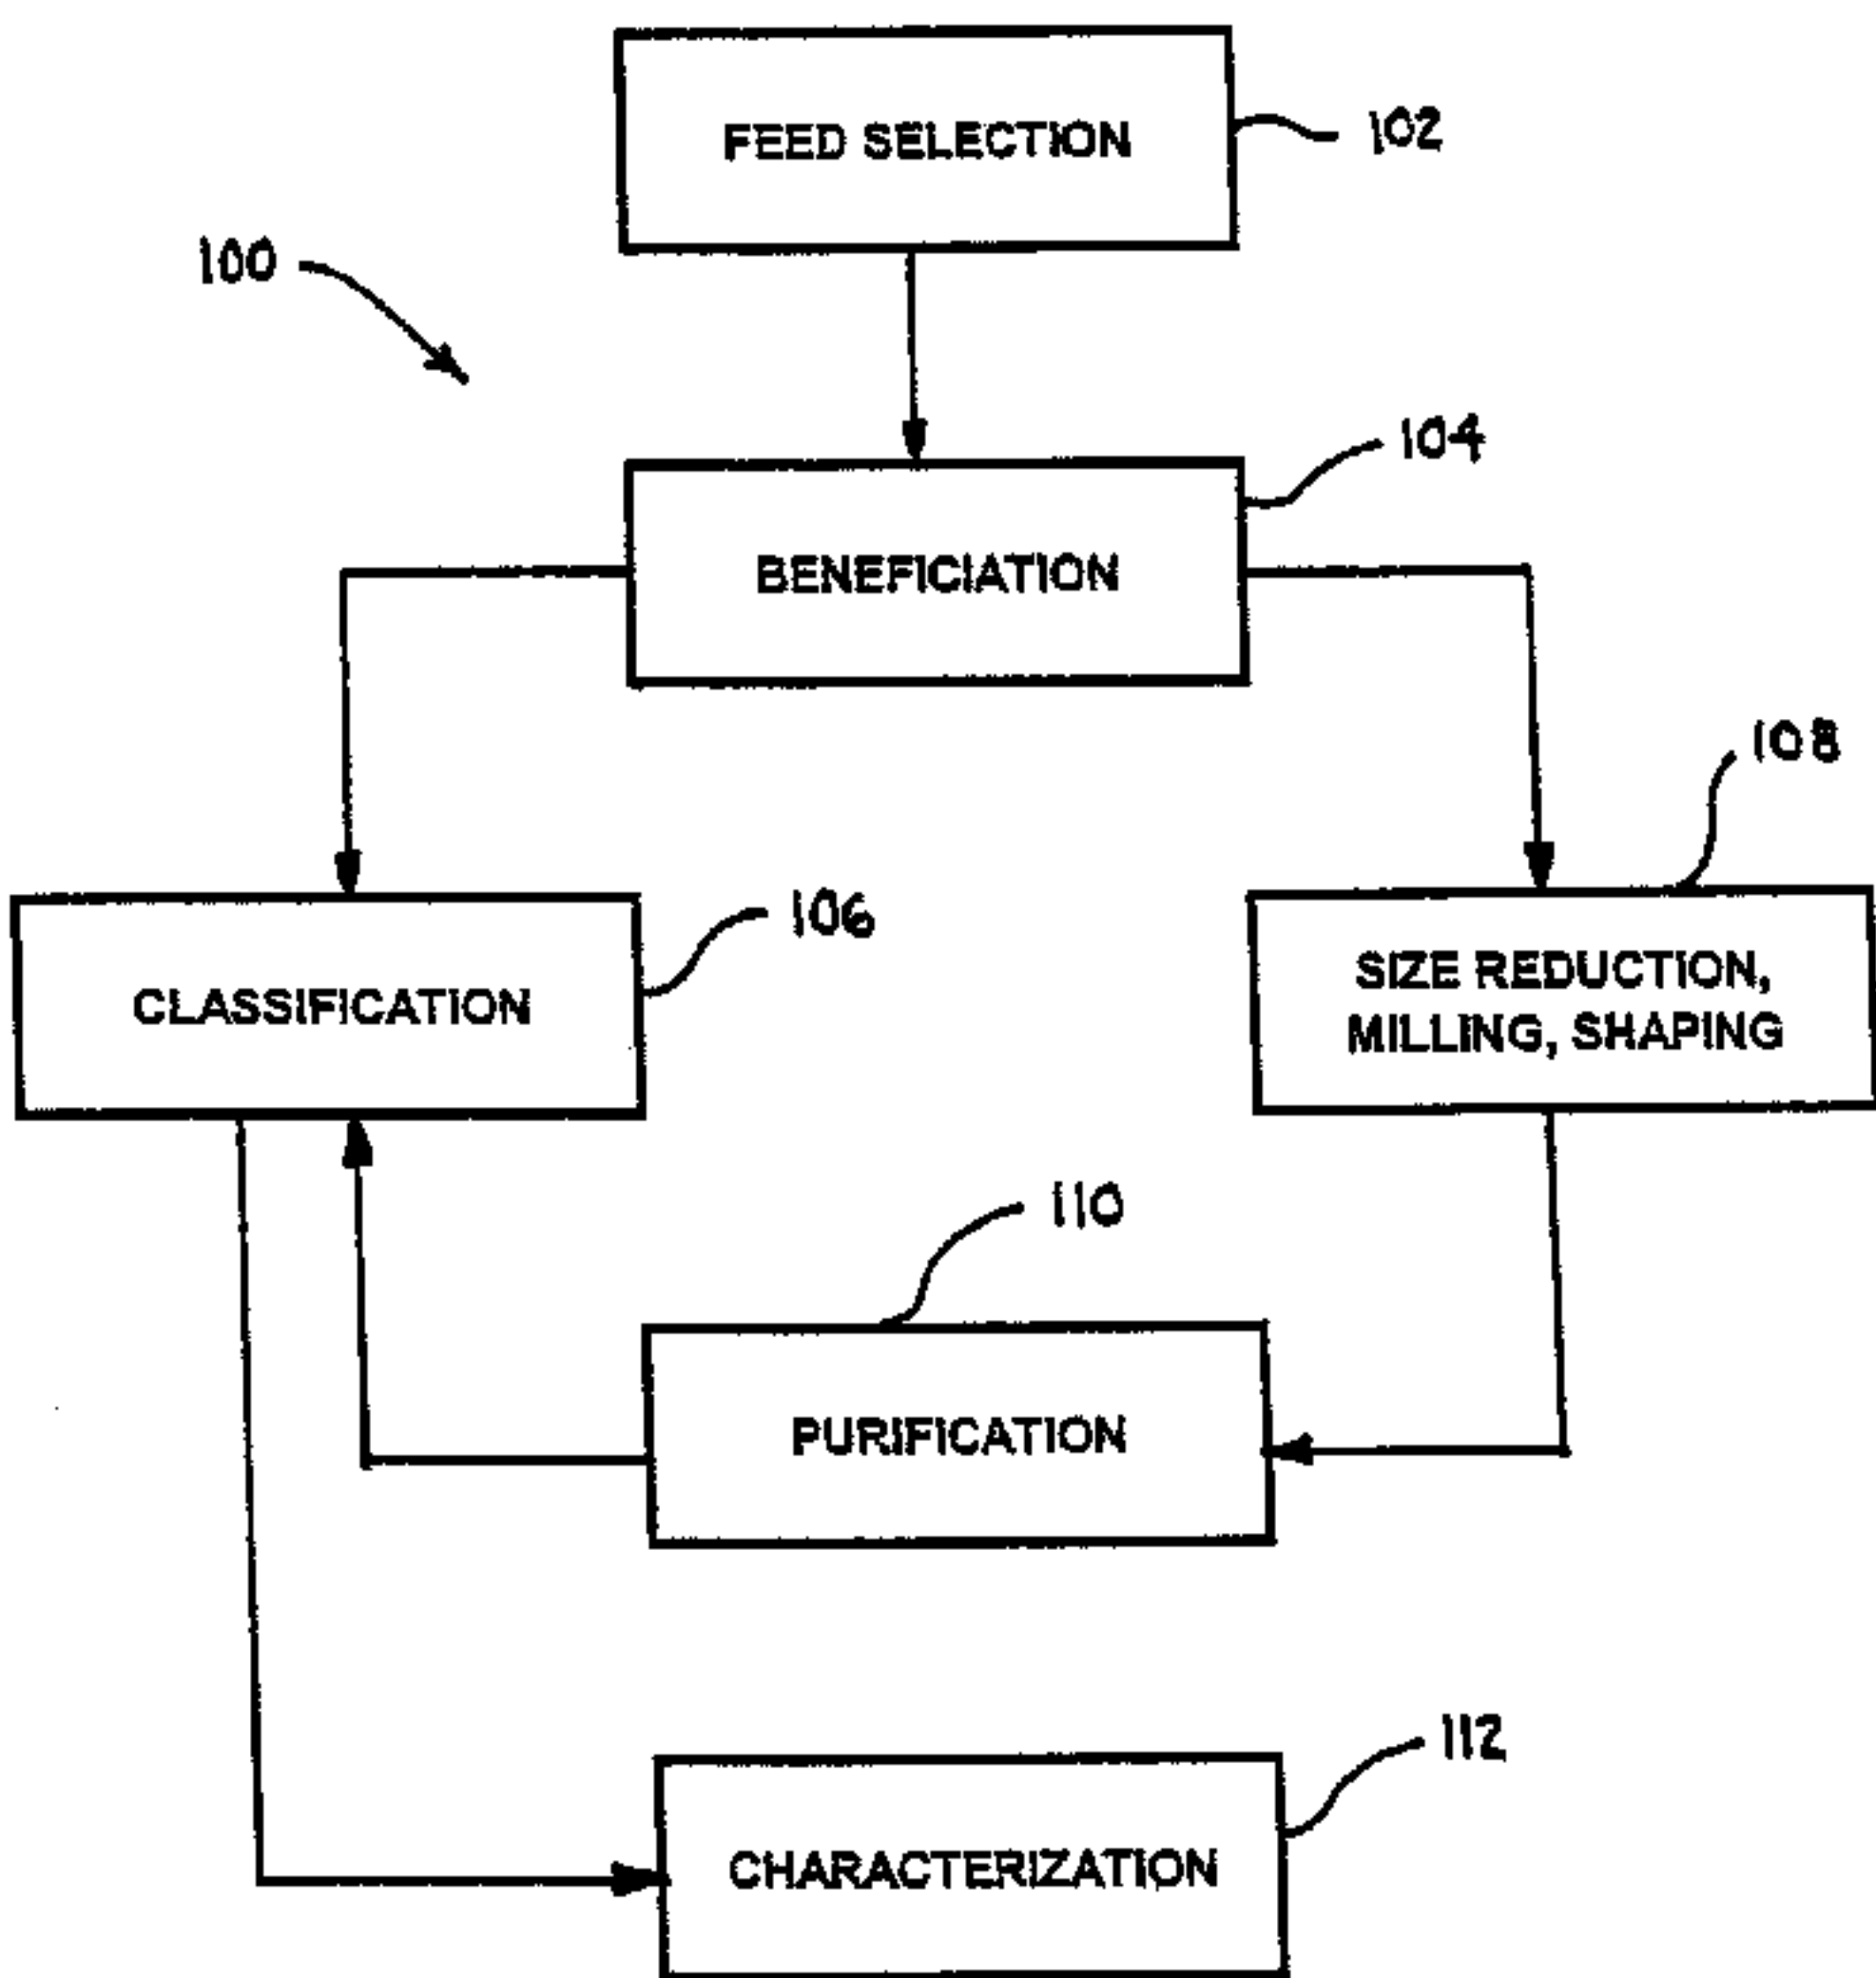 FEED SELECTION
102
100
104
BENEFICIATION
108
106
CLASSIFICATION
SIZE REDUCTION,
MILLING, SHAPING
110
PURIFICATION
112
CHARACTERIZATION